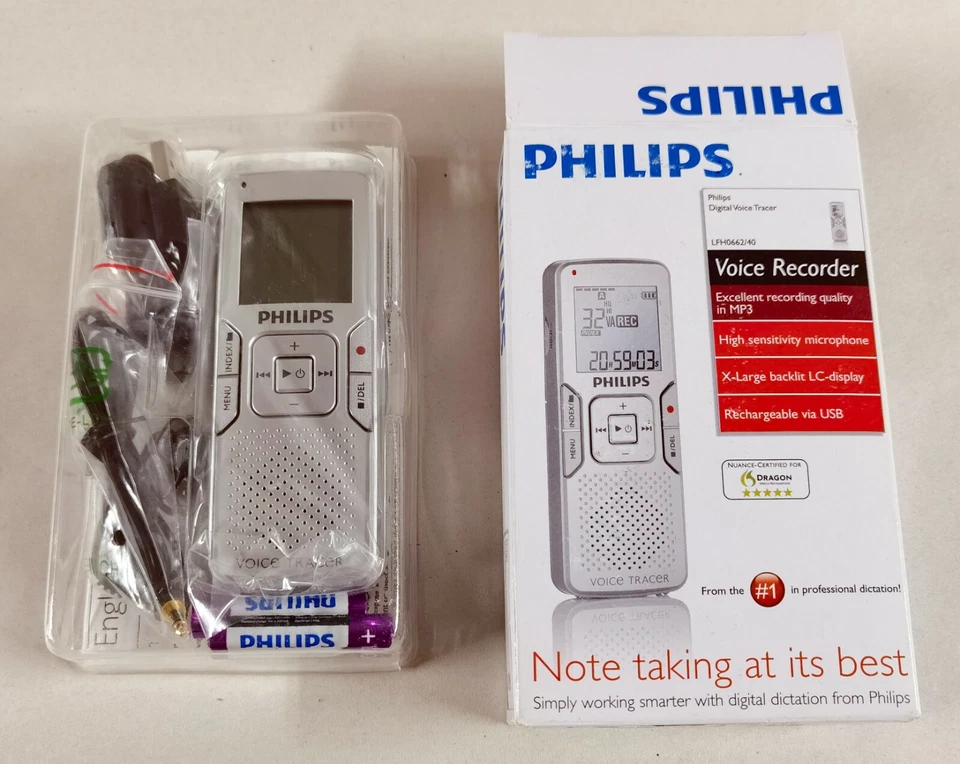 PHILIPS
INDEX/
MENU
/DEL
VOICE TRACER
Engl
PHILIPS
PHILIPS
PHILIPS
PHILIPS
Philips
Digital Voice Tracer
LFH0662/40
Voice Recorder
Excellent recording quality
in MP3
High sensitivity microphone
X-Large backlit LC-display
Rechargeable via USB
NUANCE-CERTIFIED FOR
DRAGON
A
HQ
32
VA REC
20H59M03s
PHILIPS
INDEX/
MENU
/DEL
VOICE TRACER
From the #1 in professional dictation!
Note taking at its best
Simply working smarter with digital dictation from Philips